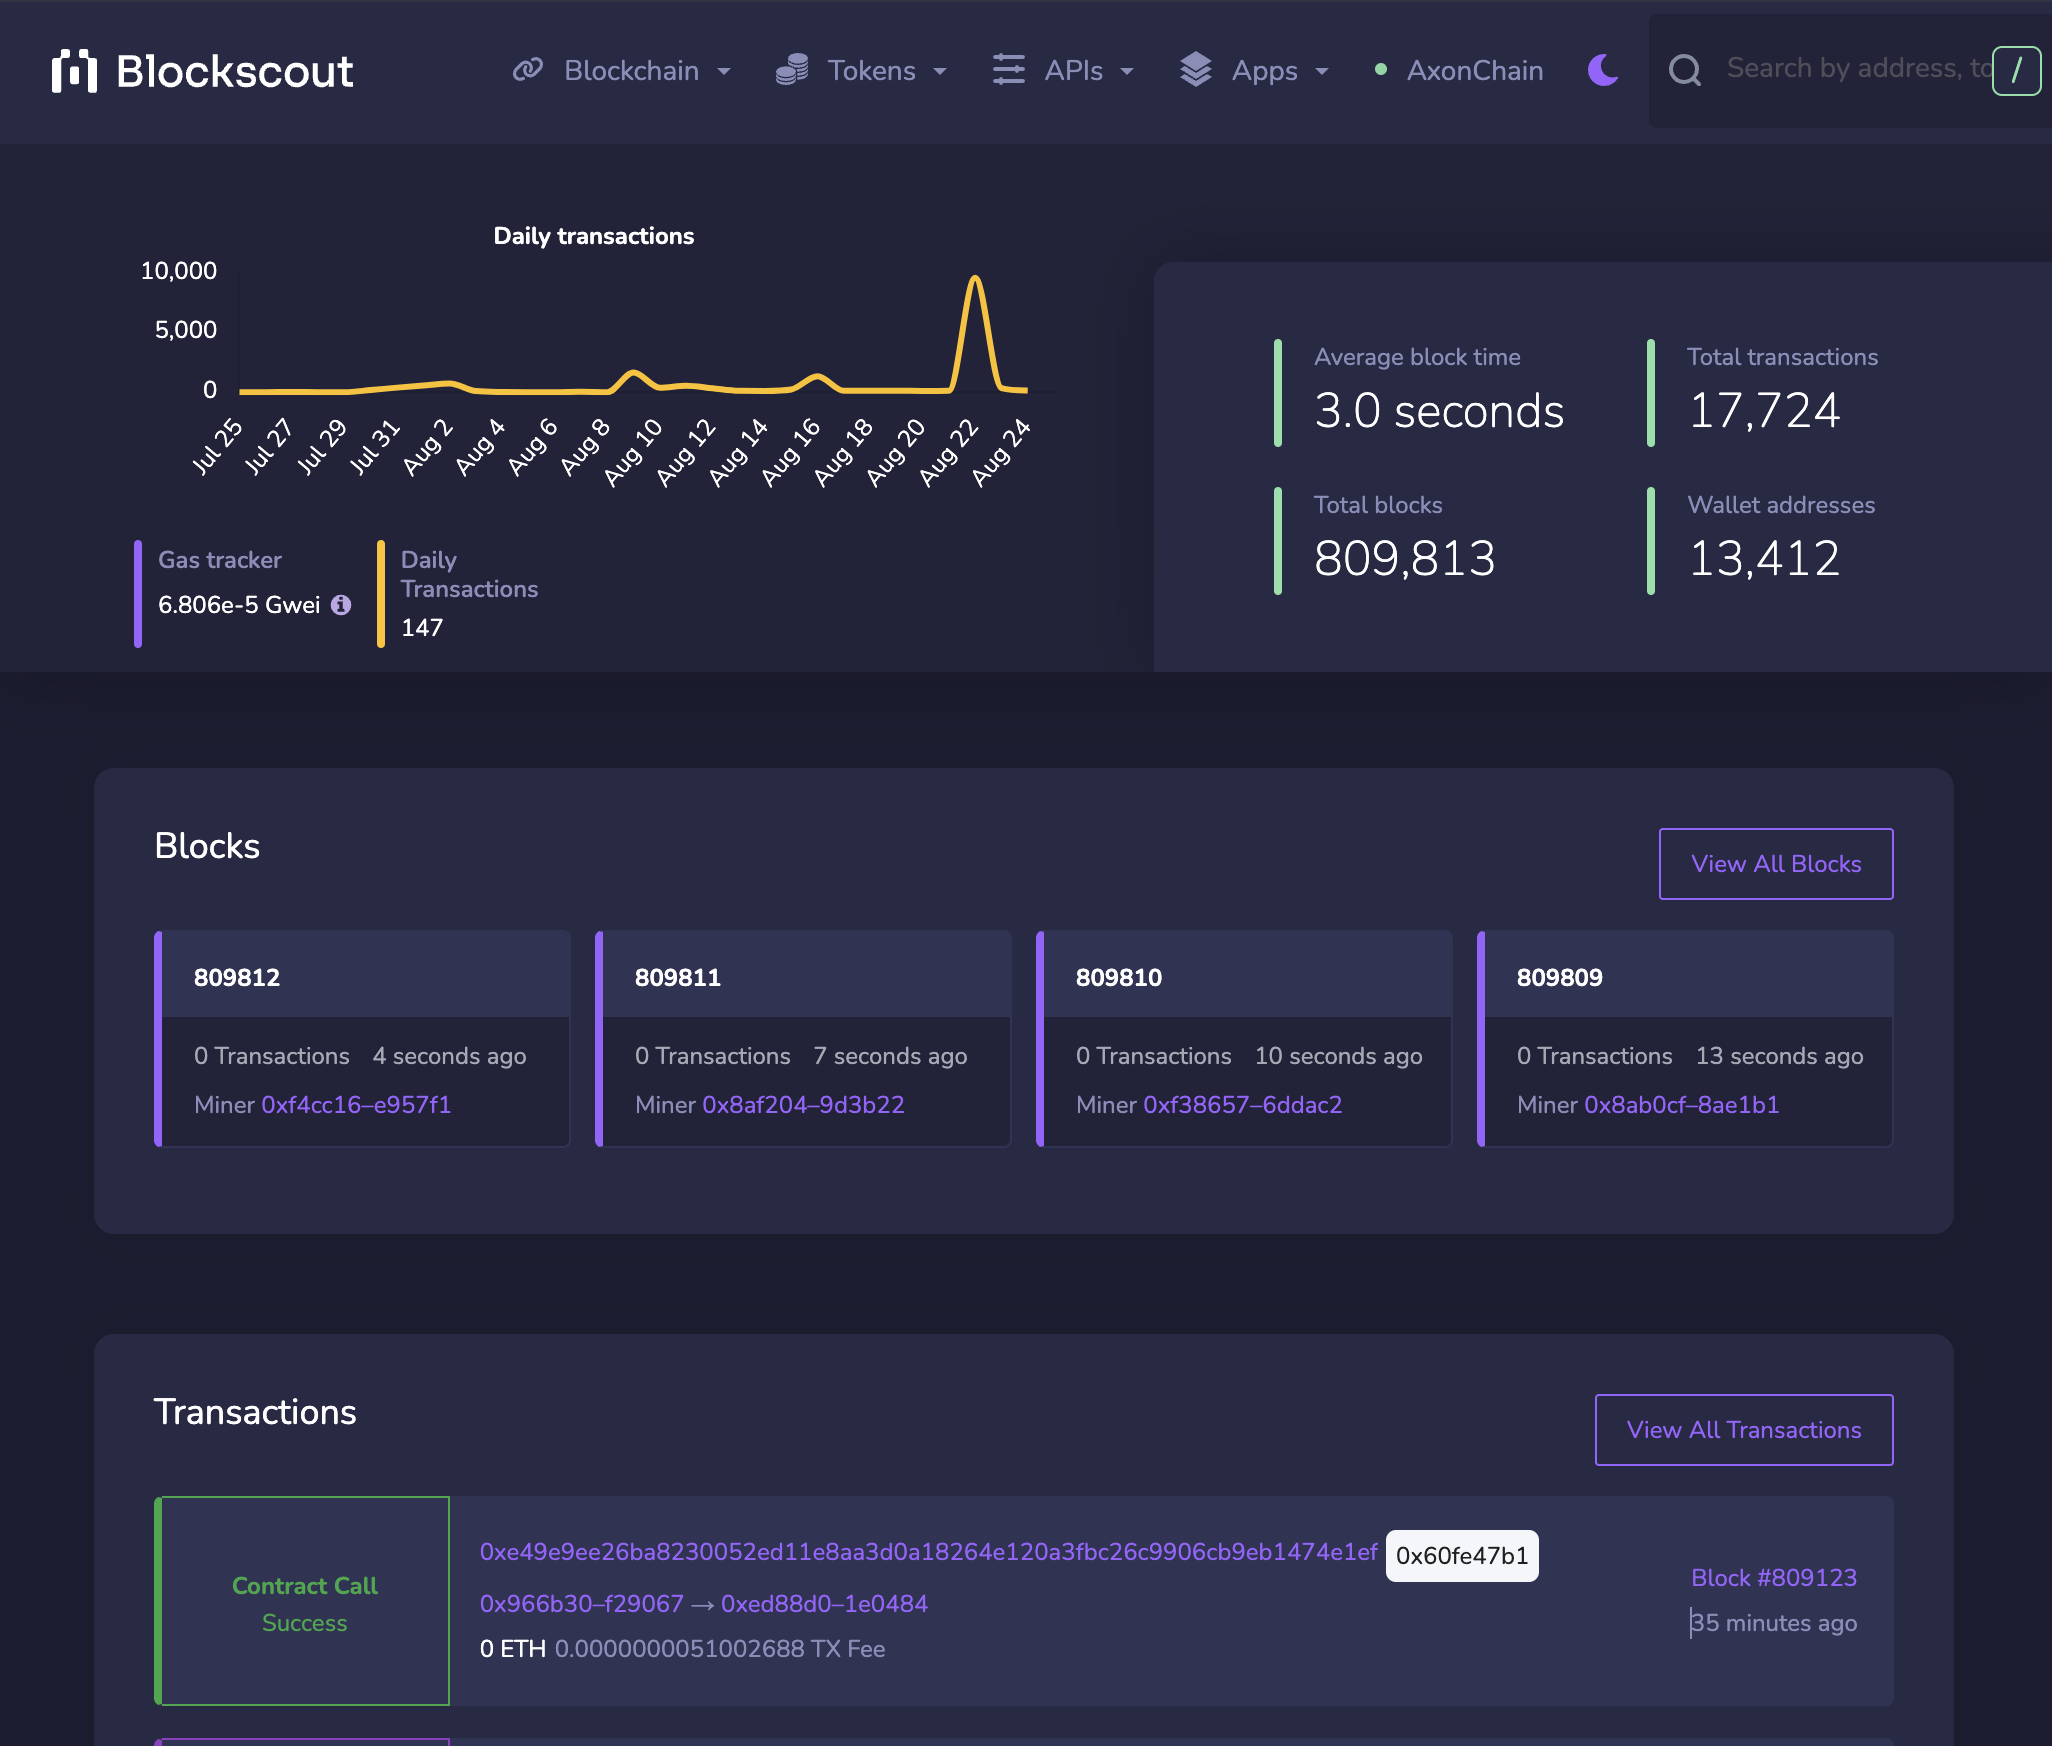 Blockscout
Blockchain
Tokens
APIs
Apps
AxonChain
Search by address, to
/
Daily transactions
10,000
5,000
0
Jul 25
Jul 27
Jul 29
Jul 31
Aug 2
Aug 4
Aug 6
Aug 8
Aug 10
Aug 12
Aug 14
Aug 16
Aug 18
Aug 20
Aug 22
Aug 24
Gas tracker
6.806e-5 Gwei
Daily
Transactions
147
Average block time
3.0 seconds
Total transactions
17,724
Total blocks
809,813
Wallet addresses
13,412
Blocks
View All Blocks
809812
0 Transactions 4 seconds ago
Miner 0xf4cc16–e957f1
809811
0 Transactions 7 seconds ago
Miner 0x8af204–9d3b22
809810
0 Transactions 10 seconds ago
Miner 0xf38657–6ddac2
809809
0 Transactions 13 seconds ago
Miner 0x8ab0cf–8ae1b1
Transactions
View All Transactions
Contract Call
Success
0xe49e9ee26ba8230052ed11e8aa3d0a18264e120a3fbc26c9906cb9eb1474e1ef 0x60fe47b1
0x966b30–f29067 → 0xed88d0–1e0484
0 ETH 0.0000000051002688 TX Fee
Block #809123
35 minutes ago